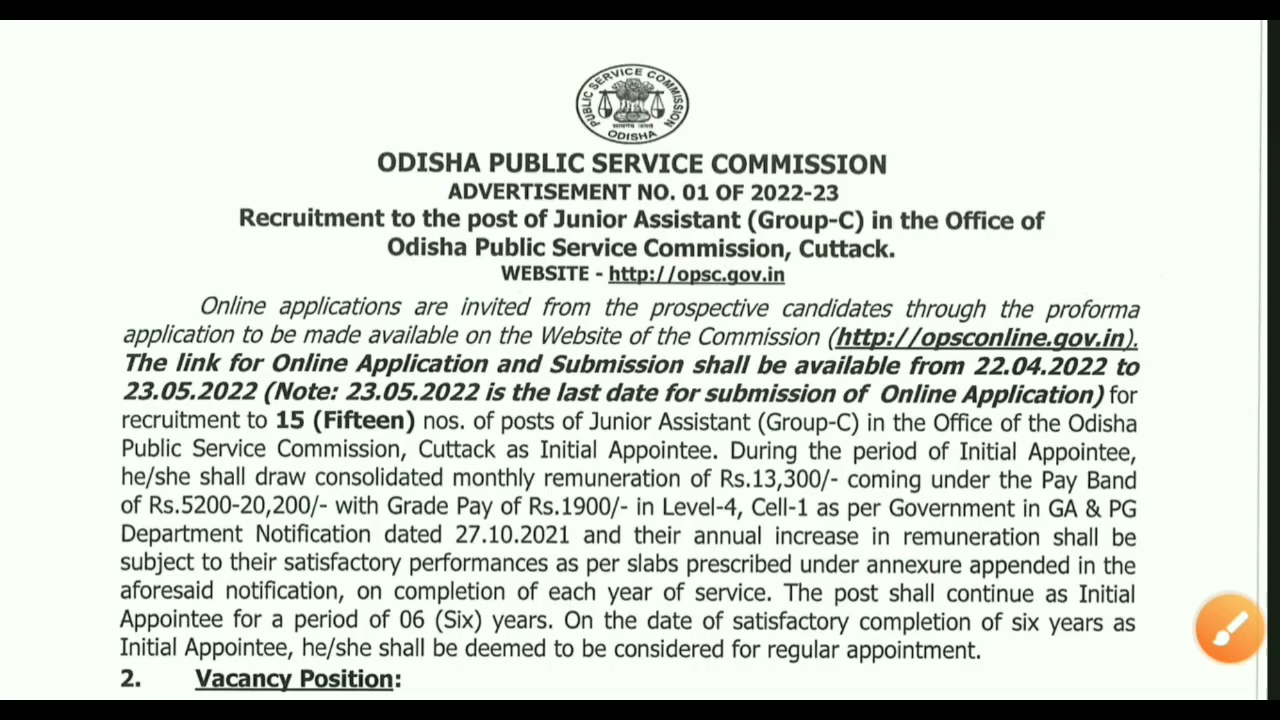 PUBLIC SERVICE COMMISSION
ODISHA
ODISHA PUBLIC SERVICE COMMISSION
ADVERTISEMENT NO. 01 OF 2022-23
Recruitment to the post of Junior Assistant (Group-C) in the Office of
Odisha Public Service Commission, Cuttack.
WEBSITE - http://opsc.gov.in
Online applications are invited from the prospective candidates through the proforma
application to be made available on the Website of the Commission (http://opsconline.gov.in).
The link for Online Application and Submission shall be available from 22.04.2022 to
23.05.2022 (Note: 23.05.2022 is the last date for submission of Online Application) for
recruitment to 15 (Fifteen) nos. of posts of Junior Assistant (Group-C) in the Office of the Odisha
Public Service Commission, Cuttack as Initial Appointee. During the period of Initial Appointee,
he/she shall draw consolidated monthly remuneration of Rs.13,300/- coming under the Pay Band
of Rs.5200-20,200/- with Grade Pay of Rs.1900/- in Level-4, Cell-1 as per Government in GA & PG
Department Notification dated 27.10.2021 and their annual increase in remuneration shall be
subject to their satisfactory performances as per slabs prescribed under annexure appended in the
aforesaid notification, on completion of each year of service. The post shall continue as Initial
Appointee for a period of 06 (Six) years. On the date of satisfactory completion of six years as
Initial Appointee, he/she shall be deemed to be considered for regular appointment.
2. Vacancy Position: